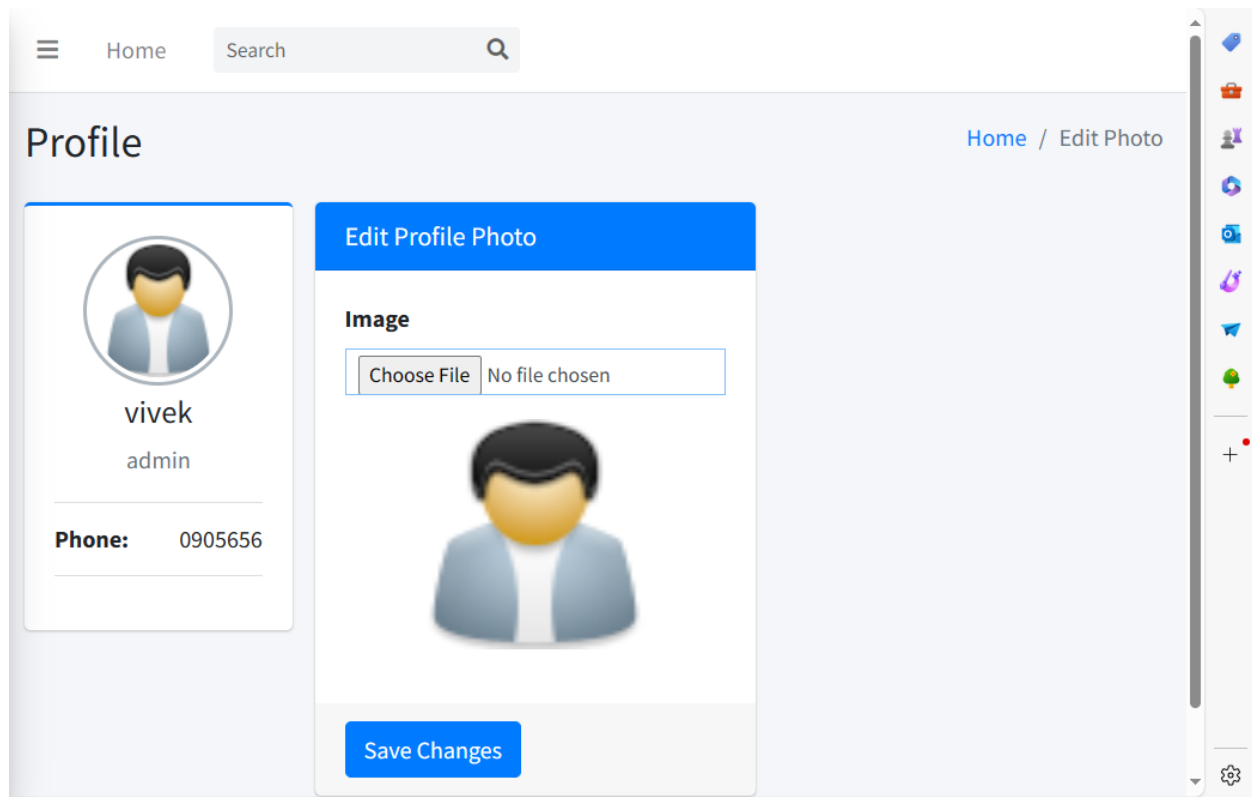 Home Search
Profile
Home / Edit Photo
vivek
admin
Phone: 0905656
Edit Profile Photo
Image
Choose File No file chosen
Save Changes